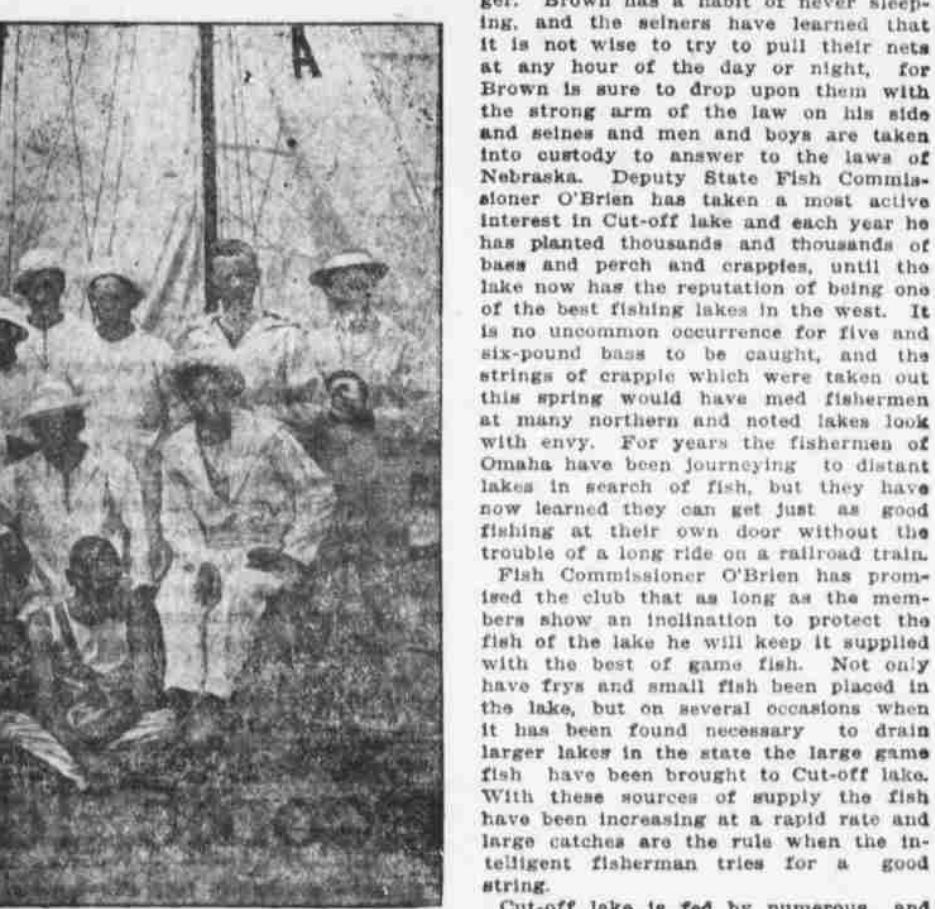 A
ger. Brown has a habit of never sleep-
ing, and the seiners have learned that
it is not wise to try to pull their nets
at any hour of the day or night, for
Brown is sure to drop upon them with
the strong arm of the law on his side
and seines and men and boys are taken
into custody to answer to the laws of
Nebraska. Deputy State Fish Commis-
sioner O'Brien has taken a most active
interest in Cut-off lake and each year he
has planted thousands and thousands of
bass and perch and crappies, until the
lake now has the reputation of being one
of the best fishing lakes in the west. It
is no uncommon occurrence for five and
six-pound bass to be caught, and the
strings of crappie which were taken out
this spring would have med fishermen
at many northern and noted lakes look
with envy. For years the fishermen of
Omaha have been journeying to distant
lakes in search of fish, but they have
now learned they can get just as good
fishing at their own door without the
trouble of a long ride on a railroad train.
Fish Commissioner O'Brien has prom-
ised the club that as long as the mem-
bers show an inclination to protect the
fish of the lake he will keep it supplied
with the best of game fish. Not only
have frys and small fish been placed in
the lake, but on several occasions when
it has been found necessary to drain
larger lakes in the state the large game
fish have been brought to Cut-off lake.
With these sources of supply the fish
have been increasing at a rapid rate and
large catches are the rule when the in-
telligent fisherman tries for a good
string.
Cut-off lake is fed by numerous and